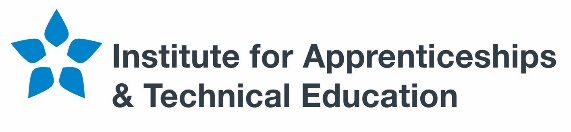 Institute for Apprenticeships
& Technical Education